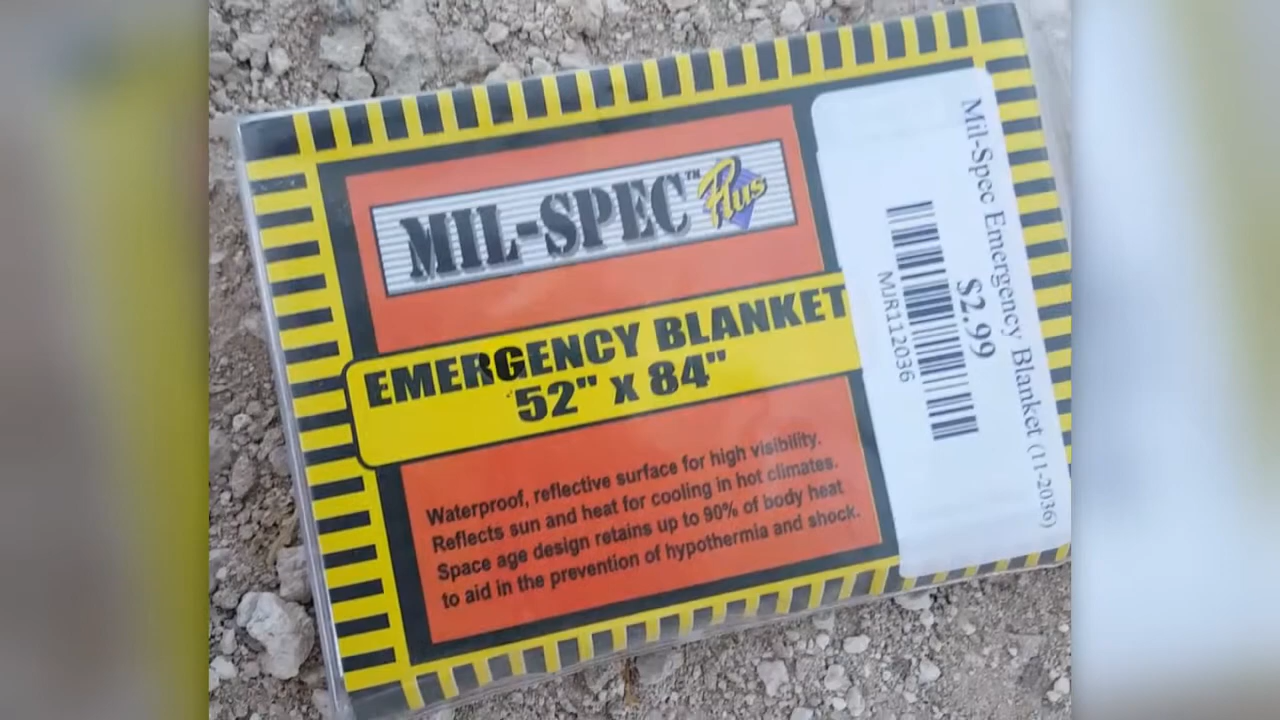 MIL-SPEC™ Plus
EMERGENCY BLANKET
52" X 84"
Waterproof, reflective surface for high visibility.
Reflects sun and heat for cooling in hot climates.
Space age design retains up to 90% of body heat
to aid in the prevention of hypothermia and shock.
Mil-Spec Emergency Blanket (11-2036)
$2.99
MJR112036